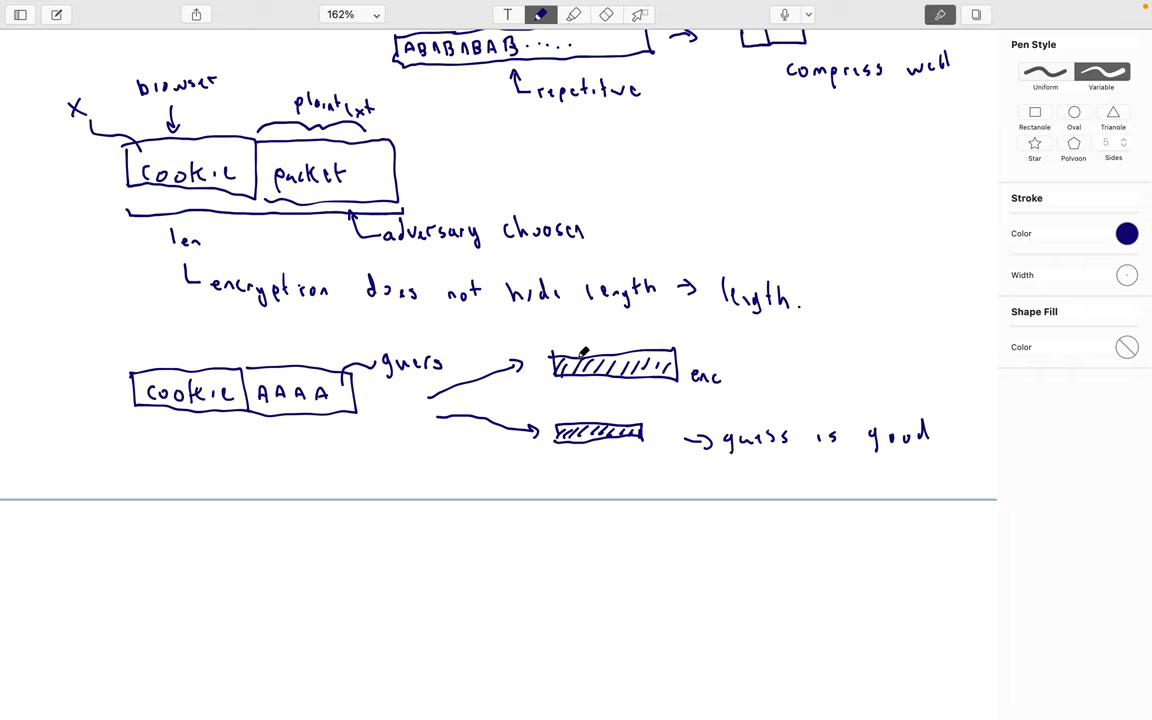 162%
T
Pen Style
Uniform
Variable
Rectangle
Oval
Triangle
Star
Polygon
5
Sides
Stroke
Color
Width
Shape Fill
Color
ABABABAB.....
repetitive
compress well
browser
X
plaintext
cookie
packet
adversary chooses
len
encryption does not hide length → length.
guess
cookie
AAAA
enc
guess is good